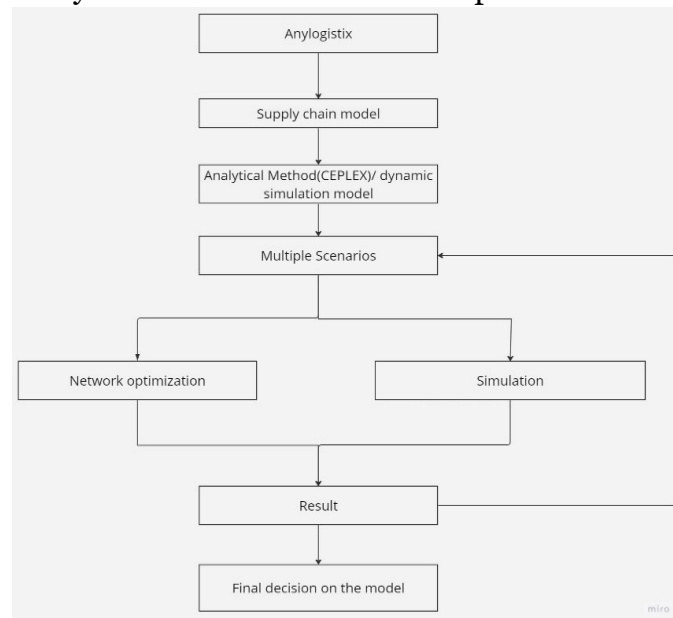 Anylogistix
Supply chain model
Analytical Method(CEPLEX)/ dynamic
simulation model
Multiple Scenarios
Network optimization
Simulation
Result
Final decision on the model
miro